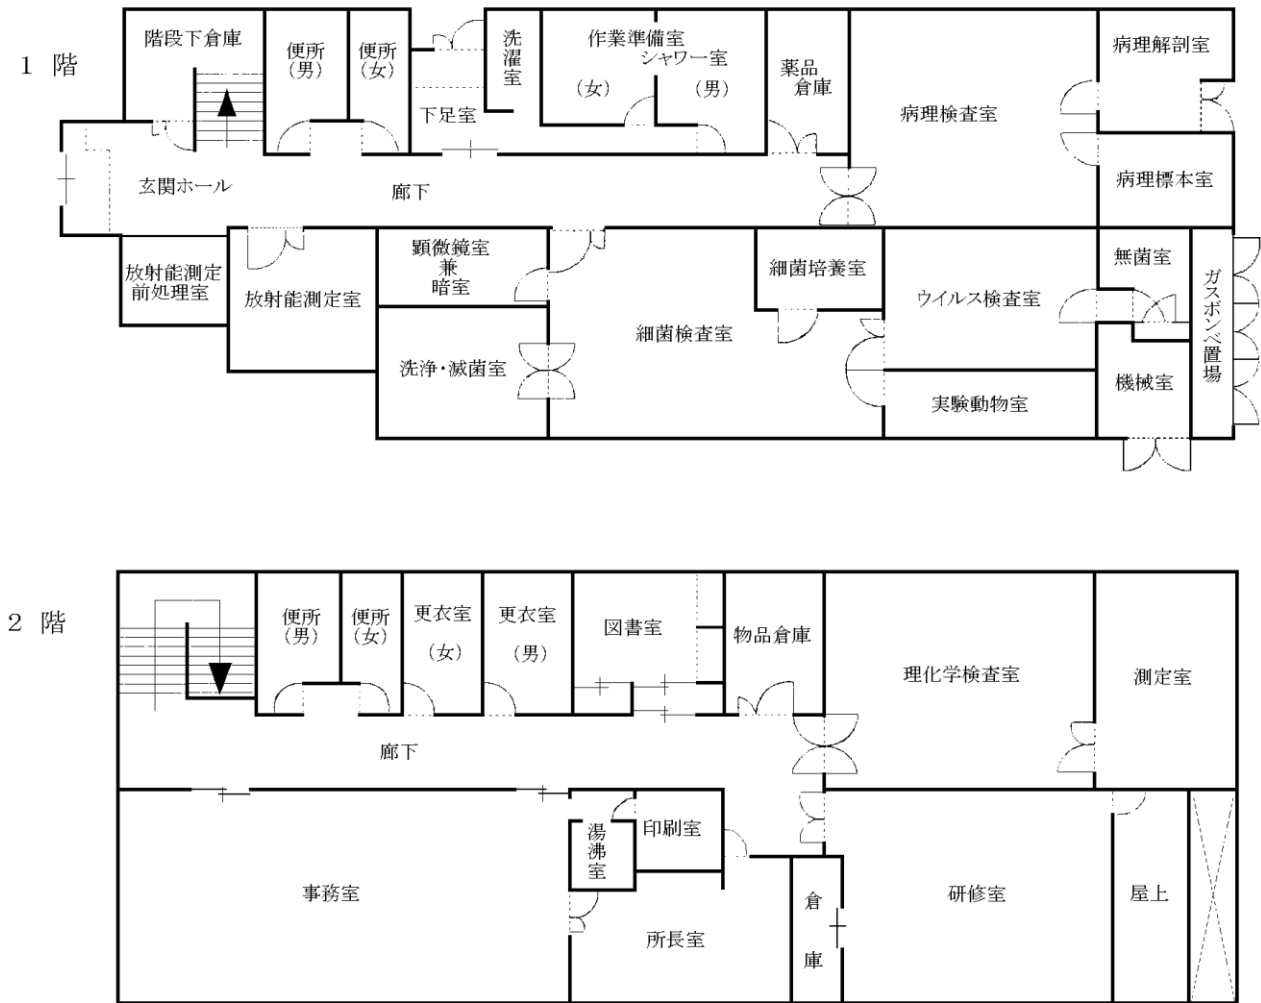 1 階
階段下倉庫
便所
(男)
便所
(女)
洗濯室
下足室
作業準備室
シャワー室
(女)
(男)
薬品
倉庫
病理検査室
病理解剖室
病理標本室
玄関ホール
廊下
放射能測定
前処理室
放射能測定室
顕微鏡室
兼
暗室
洗浄・滅菌室
細菌検査室
細菌培養室
ウイルス検査室
実験動物室
無菌室
機械室
ガスボンベ置場
2 階
便所
(男)
便所
(女)
更衣室
(女)
更衣室
(男)
図書室
物品倉庫
理化学検査室
測定室
廊下
事務室
湯沸室
印刷室
所長室
倉庫
研修室
屋上